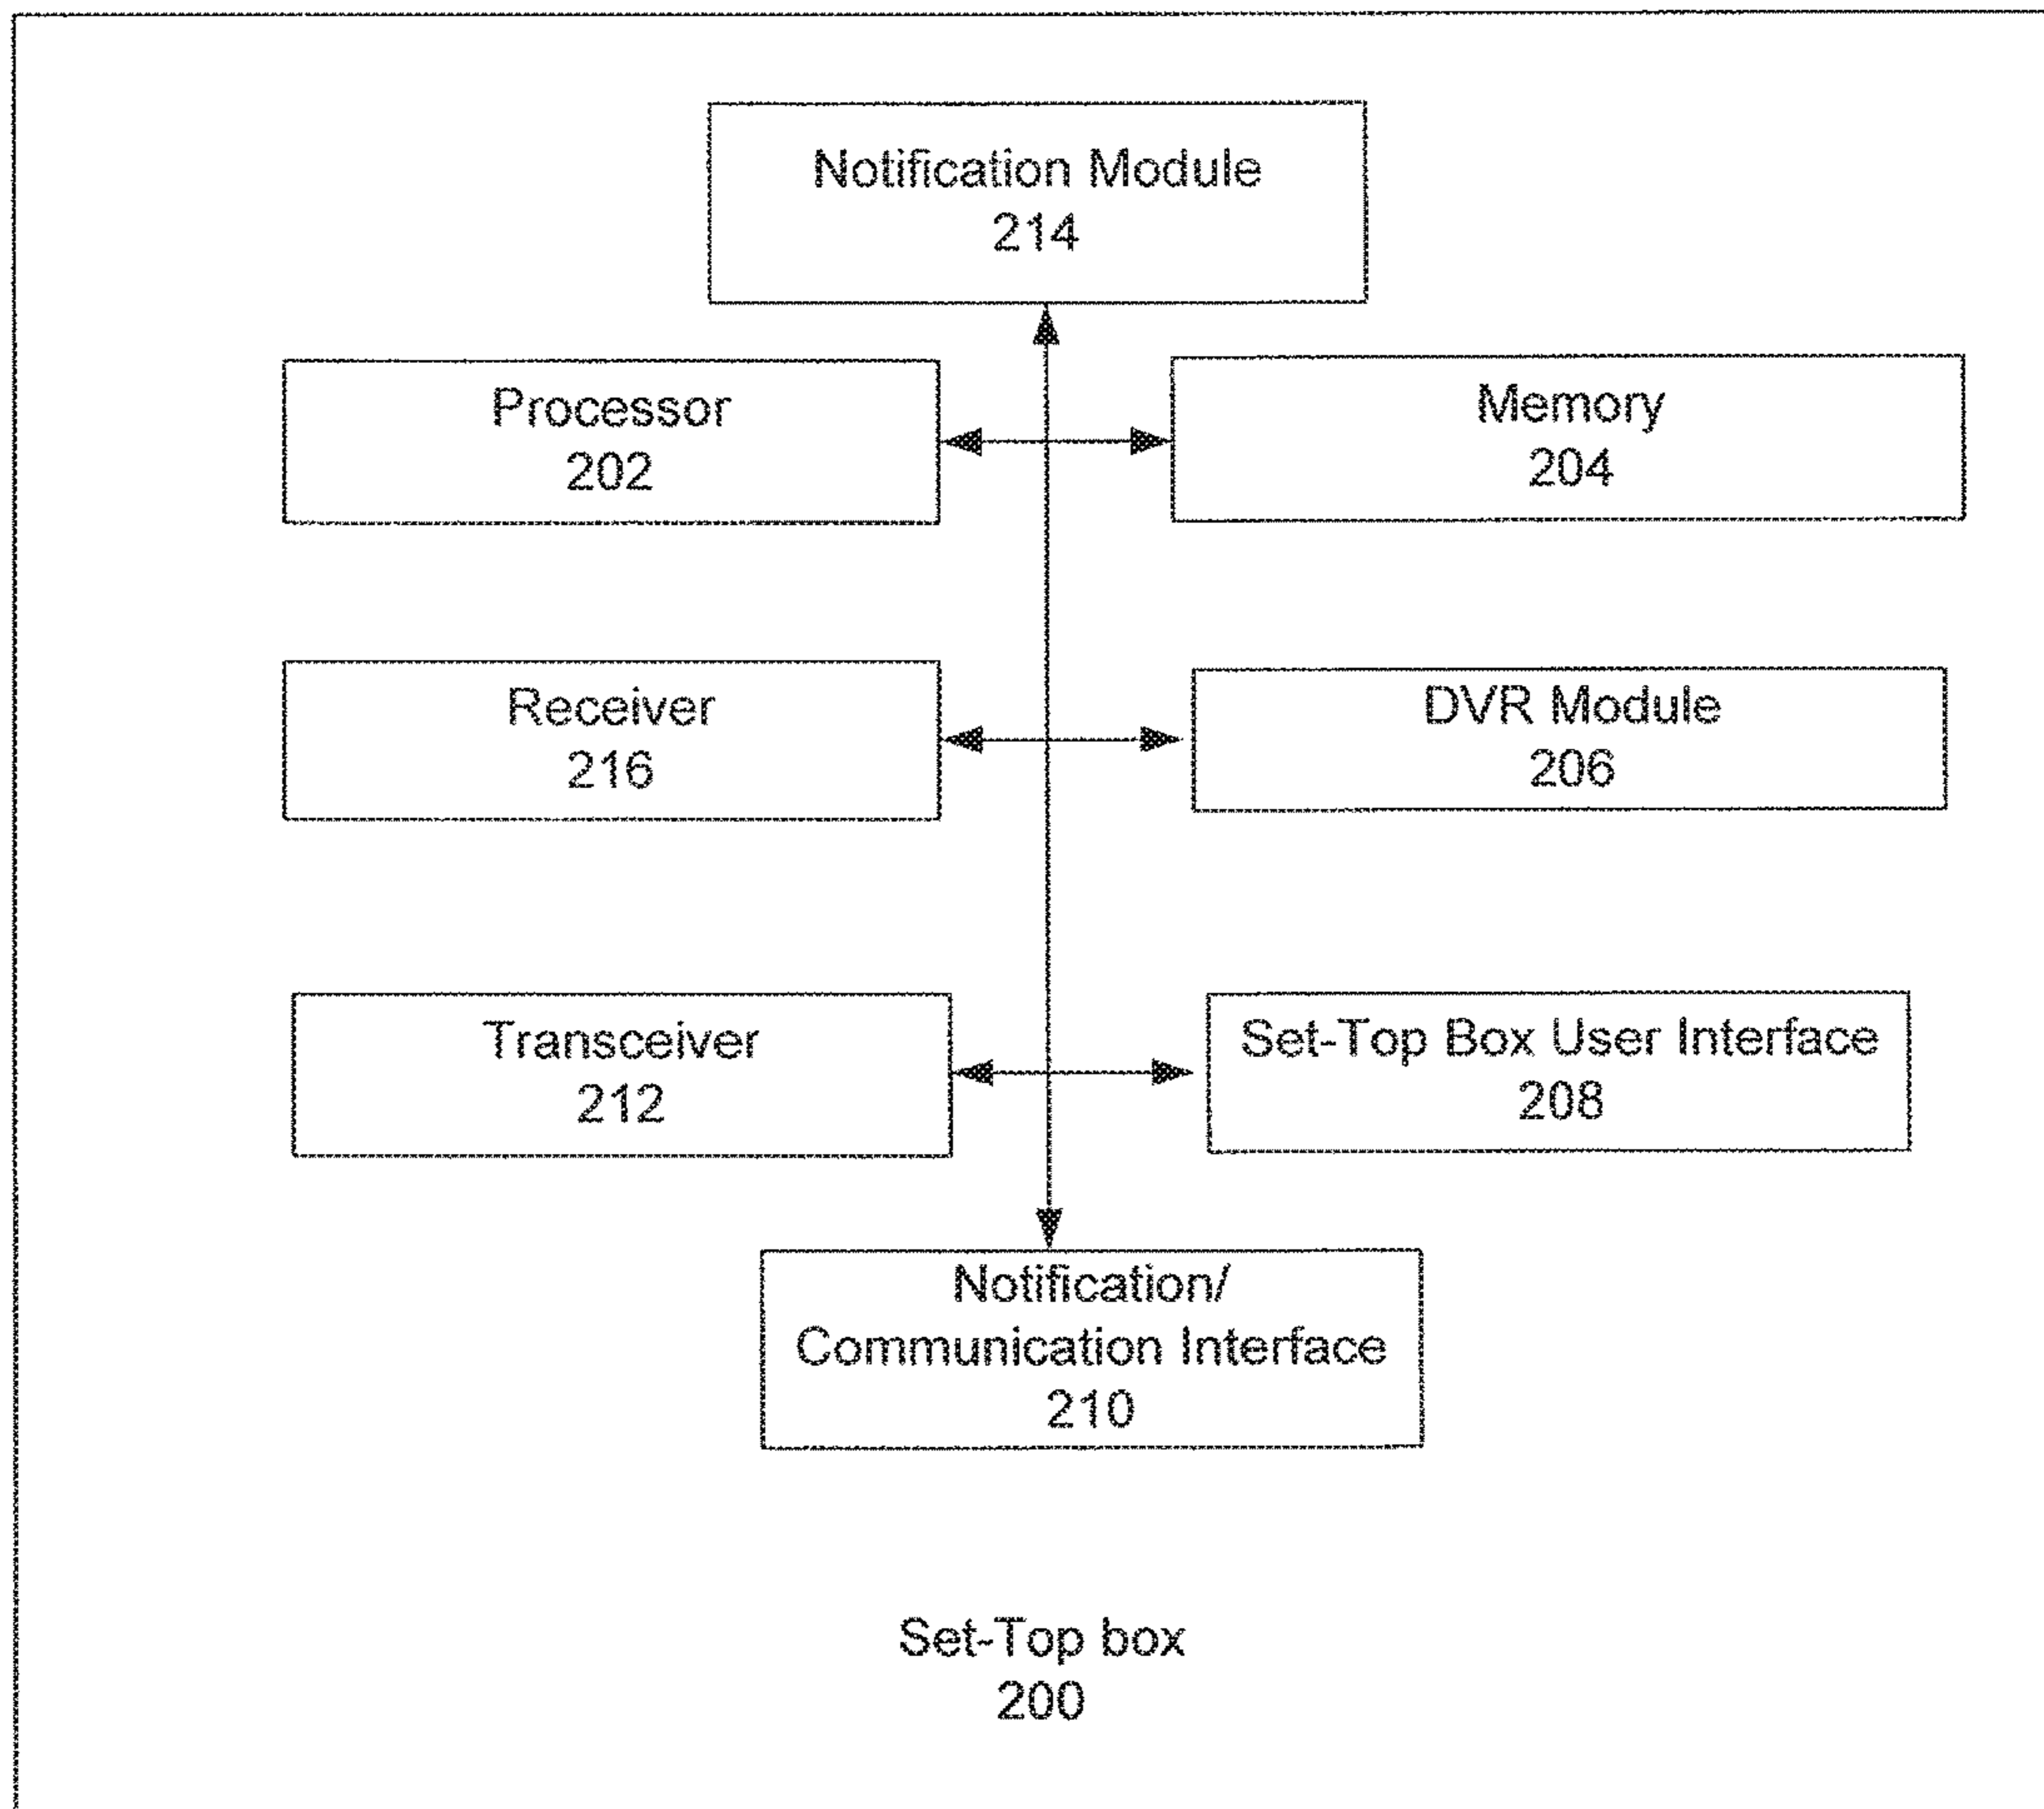 Notification Module
214
Processor
202
Memory
204
Receiver
216
DVR Module
206
Transceiver
212
Set-Top Box User Interface
208
Notification/
Communication Interface
210
Set-Top box
200